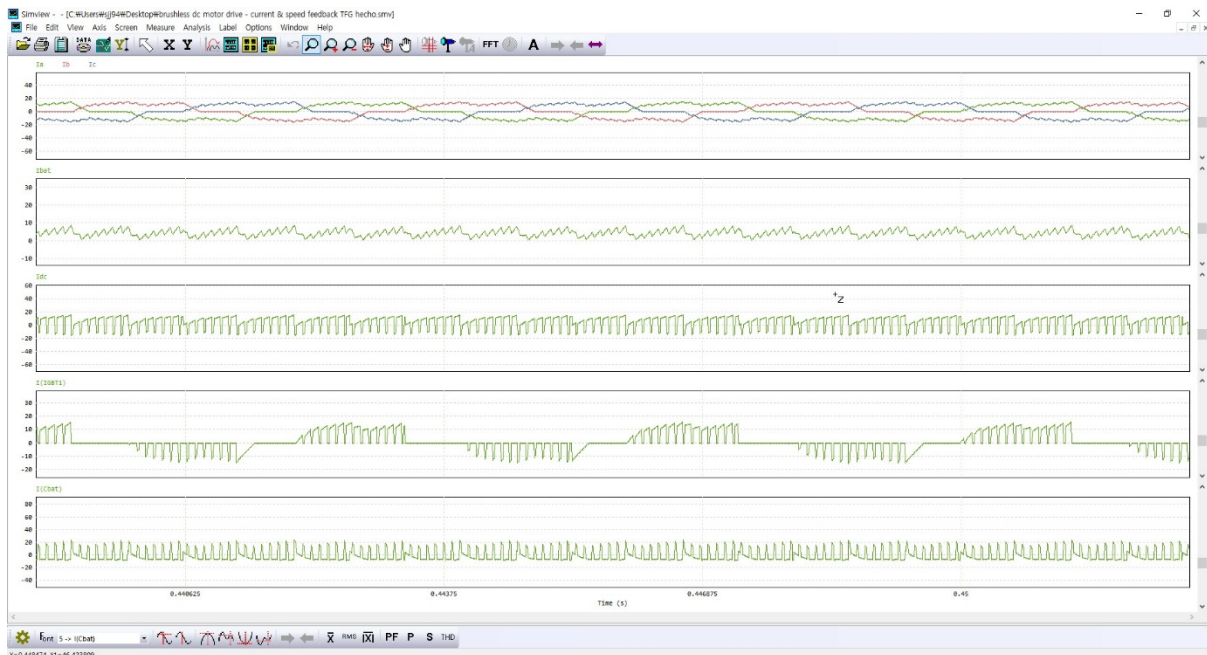 Simview - - [C:₩Users₩sjj94₩Desktop₩brushless dc motor drive - current & speed feedback TFG hecho.smv]
File Edit View Axis Screen Measure Analysis Label Options Window Help
DATA X Y FFT A
Ia Ib Ic
40
20
0
-20
-40
-60
Ibat
30
20
10
0
-10
Idc
60
40
20
0
-20
-40
-60
Z
I(IGBT1)
30
20
10
0
-10
-20
I(Cbat)
80
60
40
20
0
-20
-40
0.440625 0.44375 0.446875 0.45
Time (s)
Font 5 -> I(Cbat) X RMS |X| PF P S THD